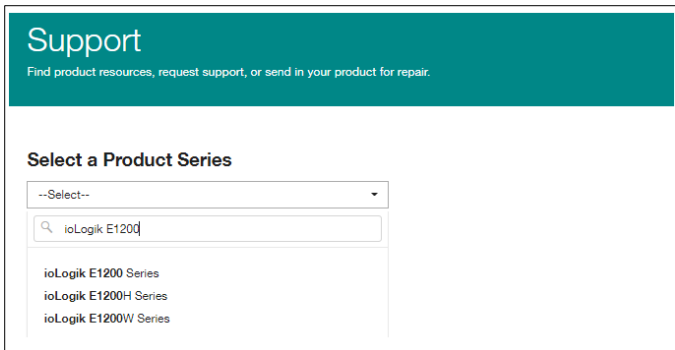 Support
Find product resources, request support, or send in your product for repair.
Select a Product Series
--Select--
ioLogik E1200
ioLogik E1200 Series
ioLogik E1200H Series
ioLogik E1200W Series